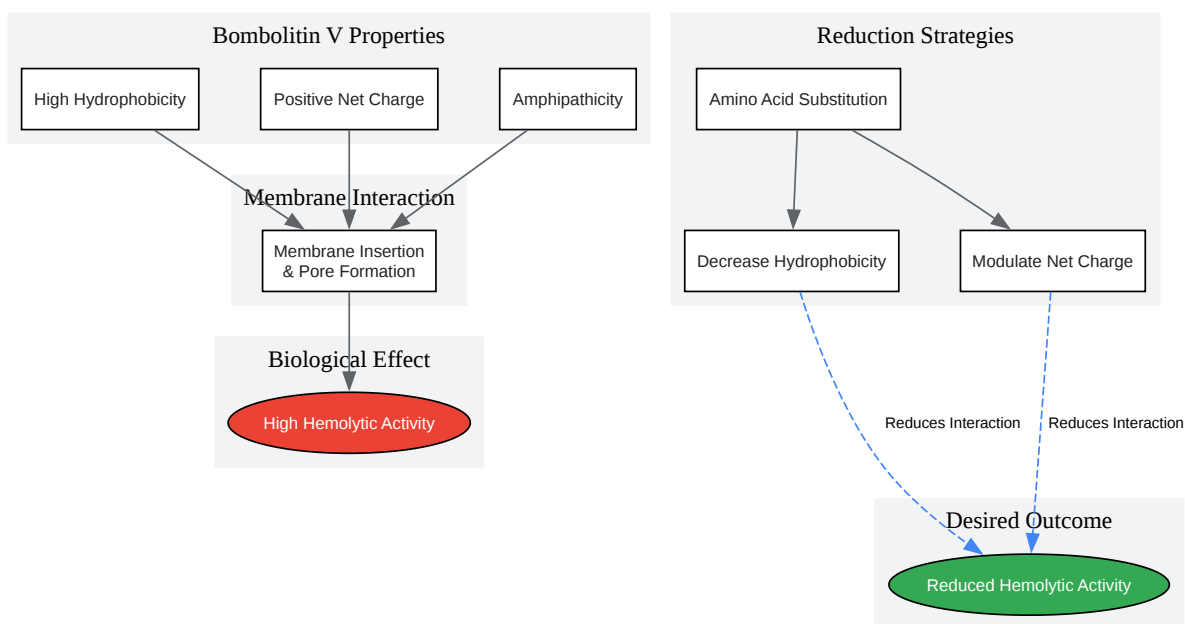 Bombolitin V Properties
High Hydrophobicity
Positive Net Charge
Amphipathicity
Membrane Interaction
Membrane Insertion
& Pore Formation
Biological Effect
High Hemolytic Activity
Reduction Strategies
Amino Acid Substitution
Decrease Hydrophobicity
Modulate Net Charge
Reduces Interaction
Reduces Interaction
Desired Outcome
Reduced Hemolytic Activity